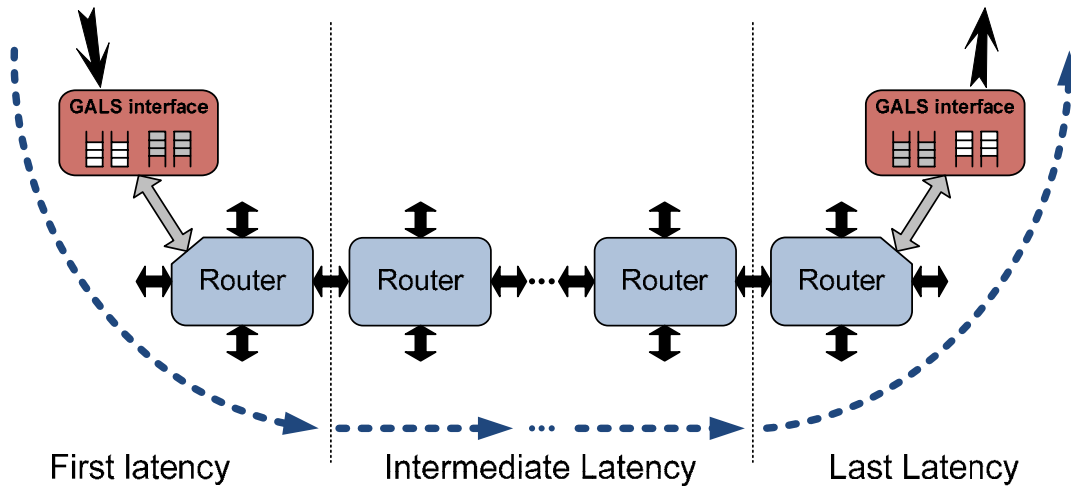 GALS interface
GALS interface
Router
Router
...
Router
Router
...
First latency
Intermediate Latency
Last Latency